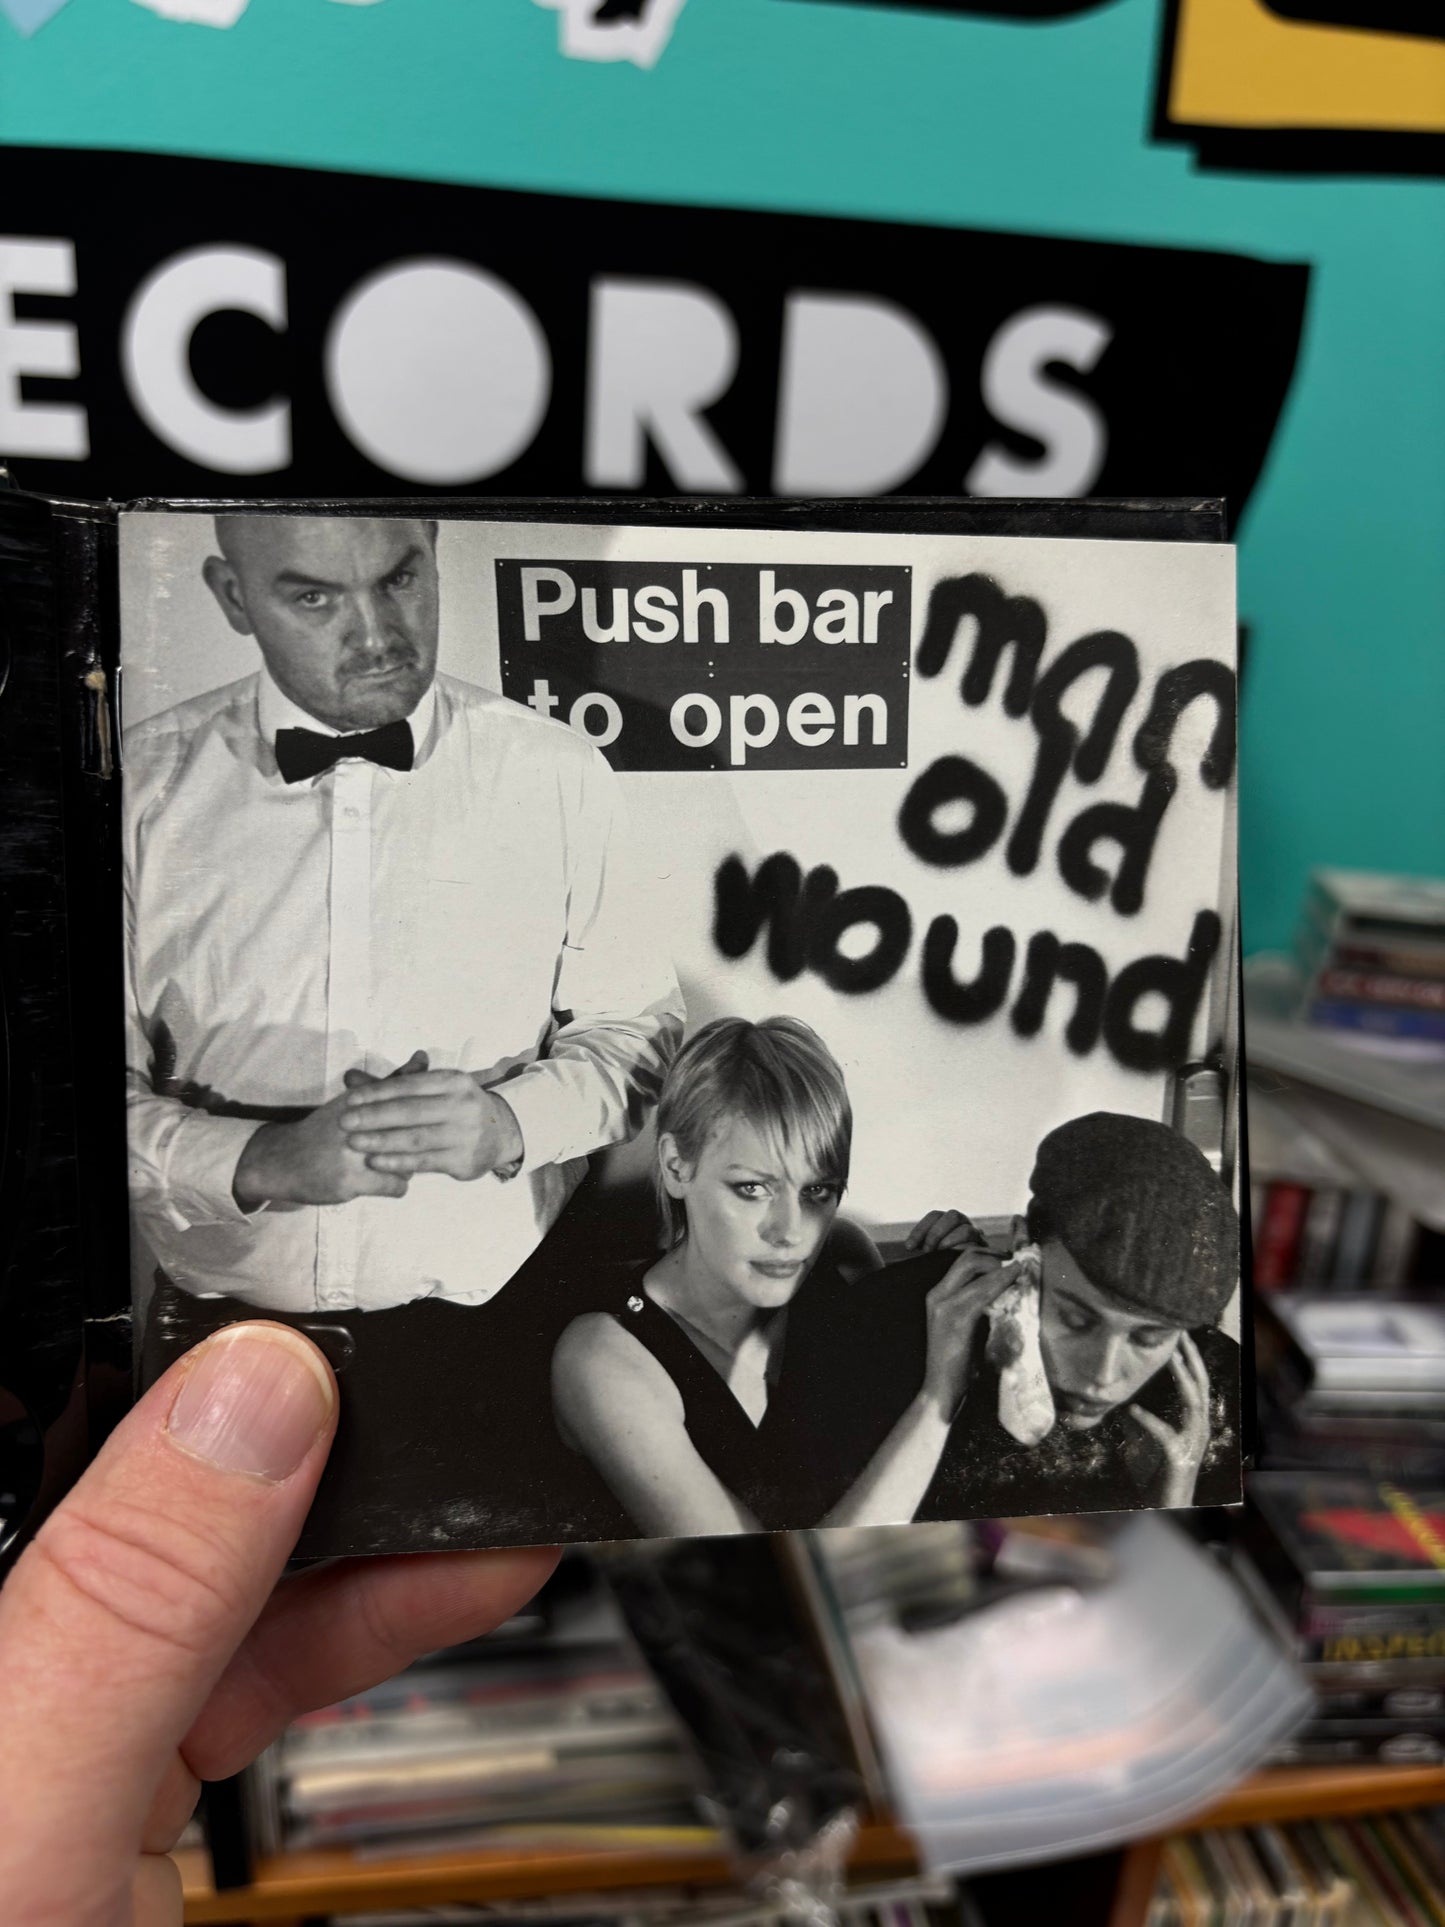 ECORDS
Push bar
to open
man
old
wound